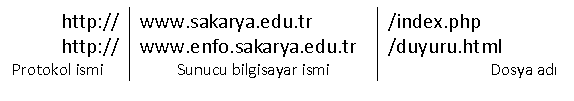 http:// www.sakarya.edu.tr /index.php
http:// www.enfo.sakarya.edu.tr /duyuru.html
Protokol ismi Sunucu bilgisayar ismi Dosya adı